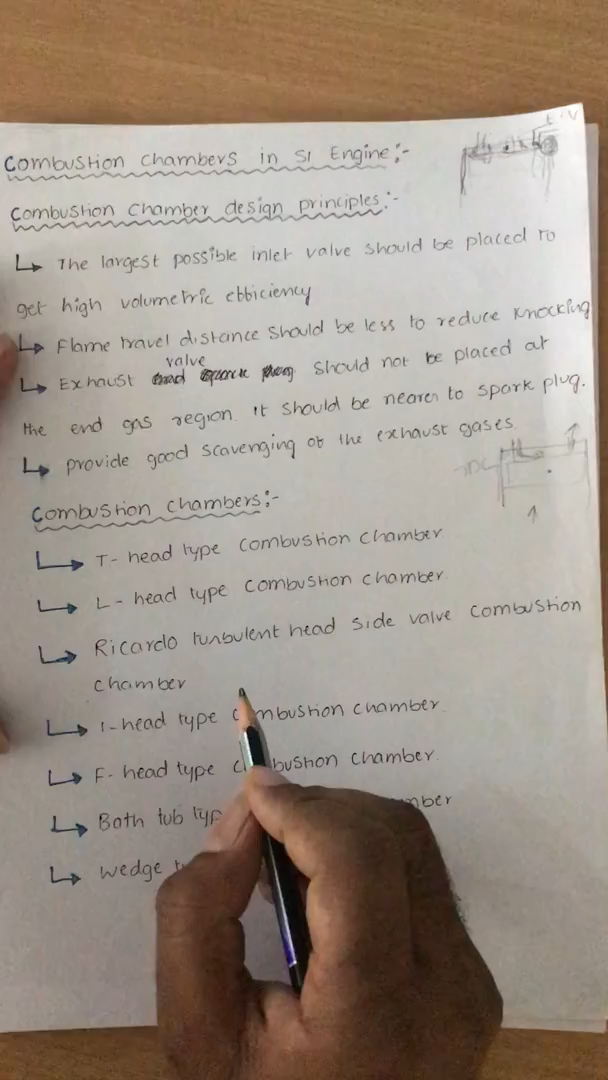 Combustion Chambers in SI Engine:-
Combustion Chamber design principles:-
The largest possible inlet valve should be placed to
get high volumetric efficiency
Flame travel distance should be less to reduce knocking
valve
Exhaust should not be placed at
the end gas region. It should be nearer to spark plug.
provide good scavenging of the exhaust gases
Combustion Chambers:-
T-head type Combustion Chamber
L-head type Combustion Chamber
Ricardo turbulent head side valve combustion
chamber
I-head type Combustion chamber
F-head type bustion chamber.
Bath tub mber
Wedge